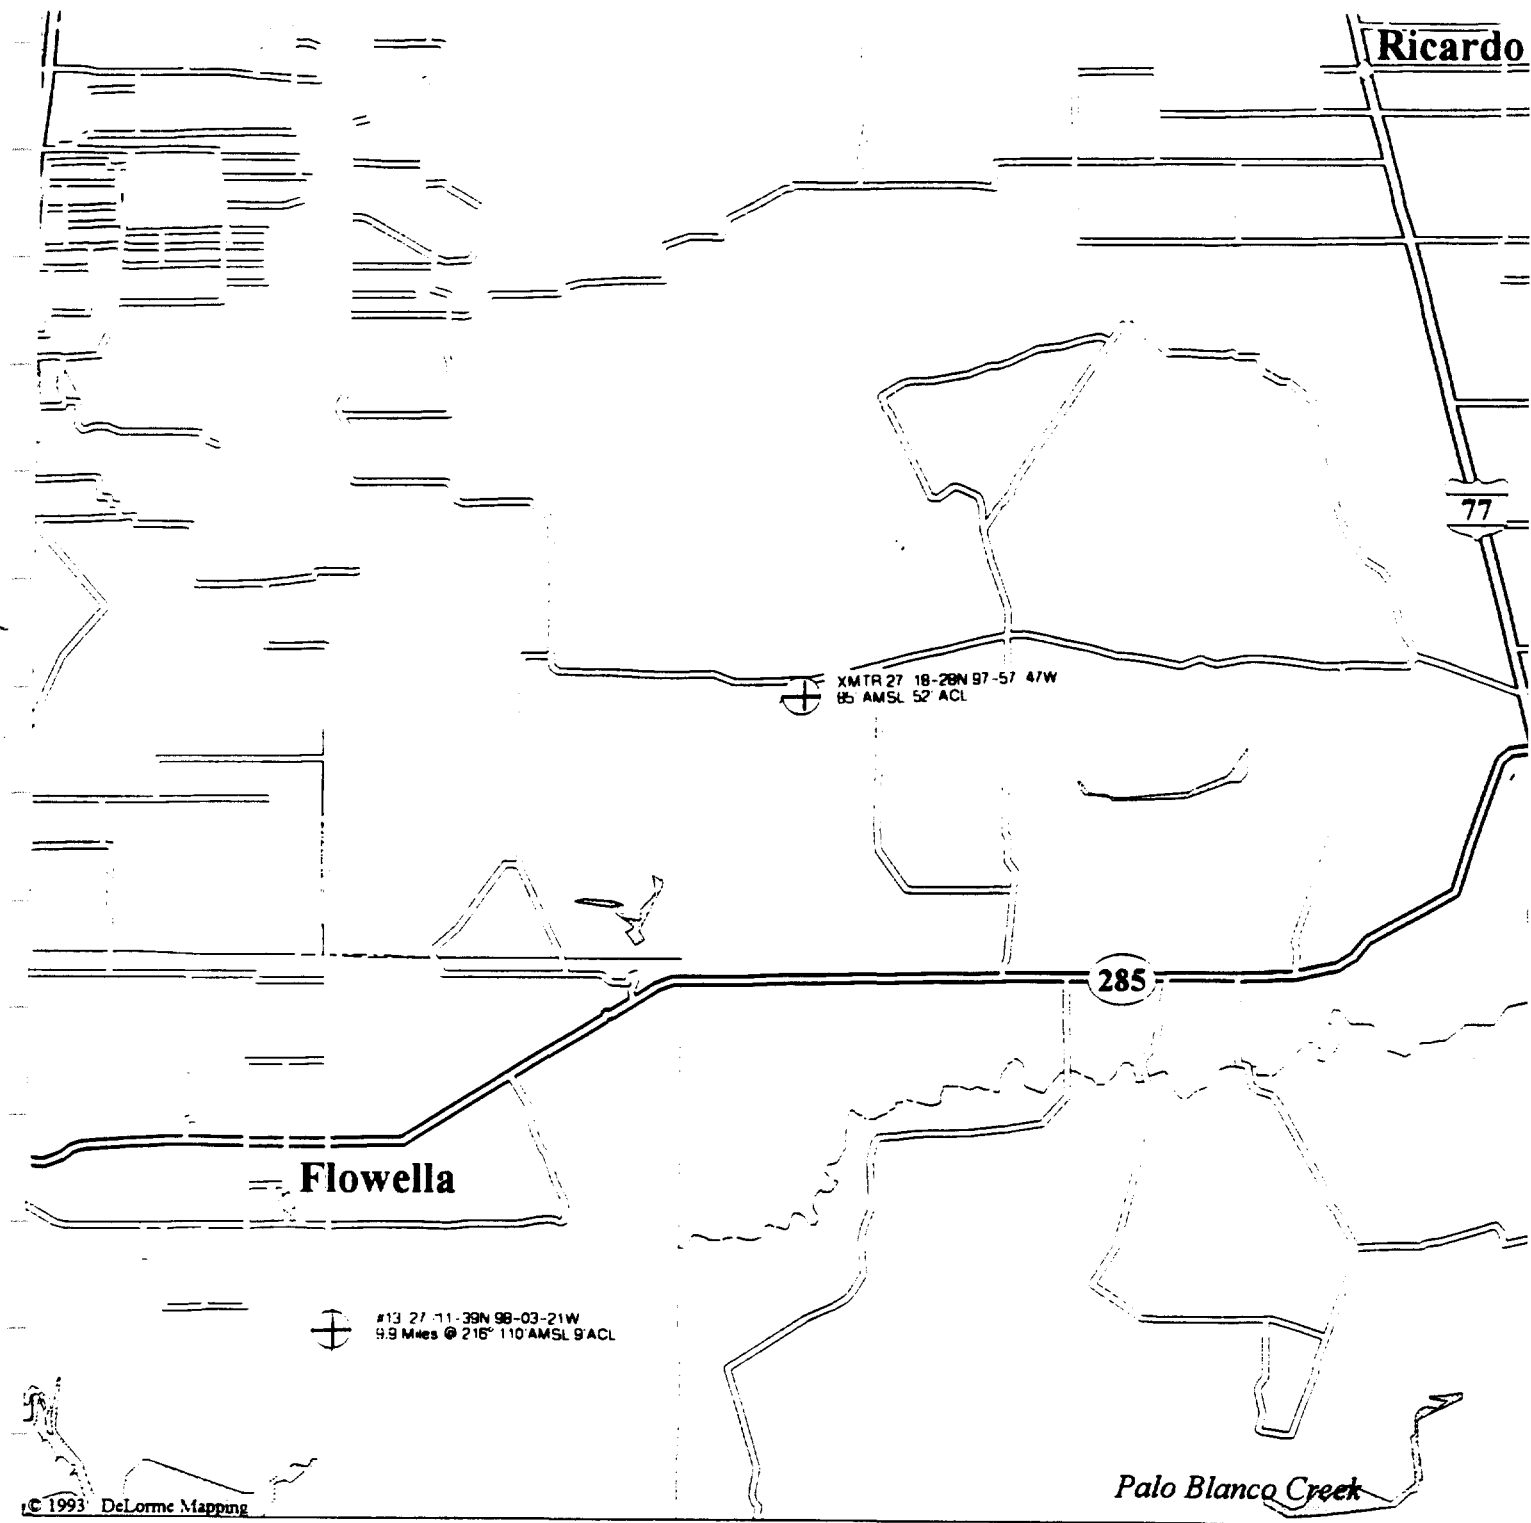 Ricardo
77
XMTR 27 18-28N 97-57 47W
85' AMSL 52' ACL
285
Flowella
#13 27 11-39N 98-03-21W
9.9 Miles @ 216° 110'AMSL 9'ACL
Palo Blanco Creek
© 1993 DeLorme Mapping